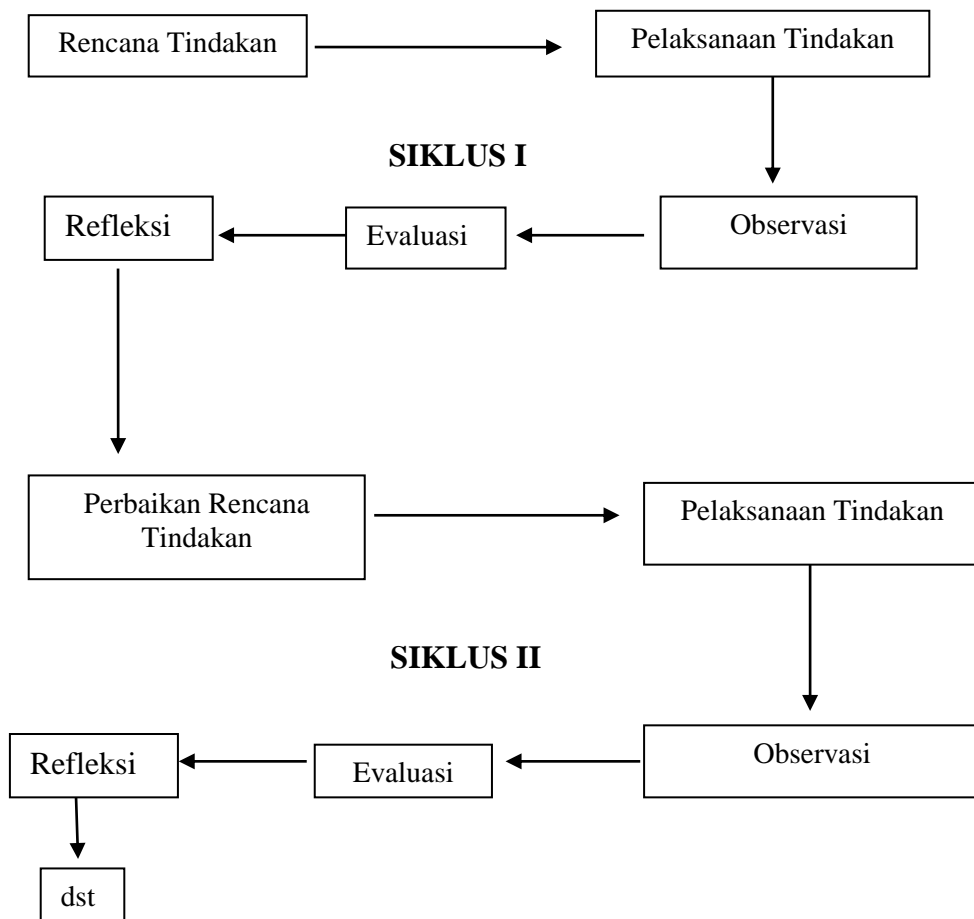 Rencana Tindakan
Pelaksanaan Tindakan
SIKLUS I
Refleksi
Evaluasi
Observasi
Perbaikan Rencana
Tindakan
Pelaksanaan Tindakan
SIKLUS II
Refleksi
Evaluasi
Observasi
dst